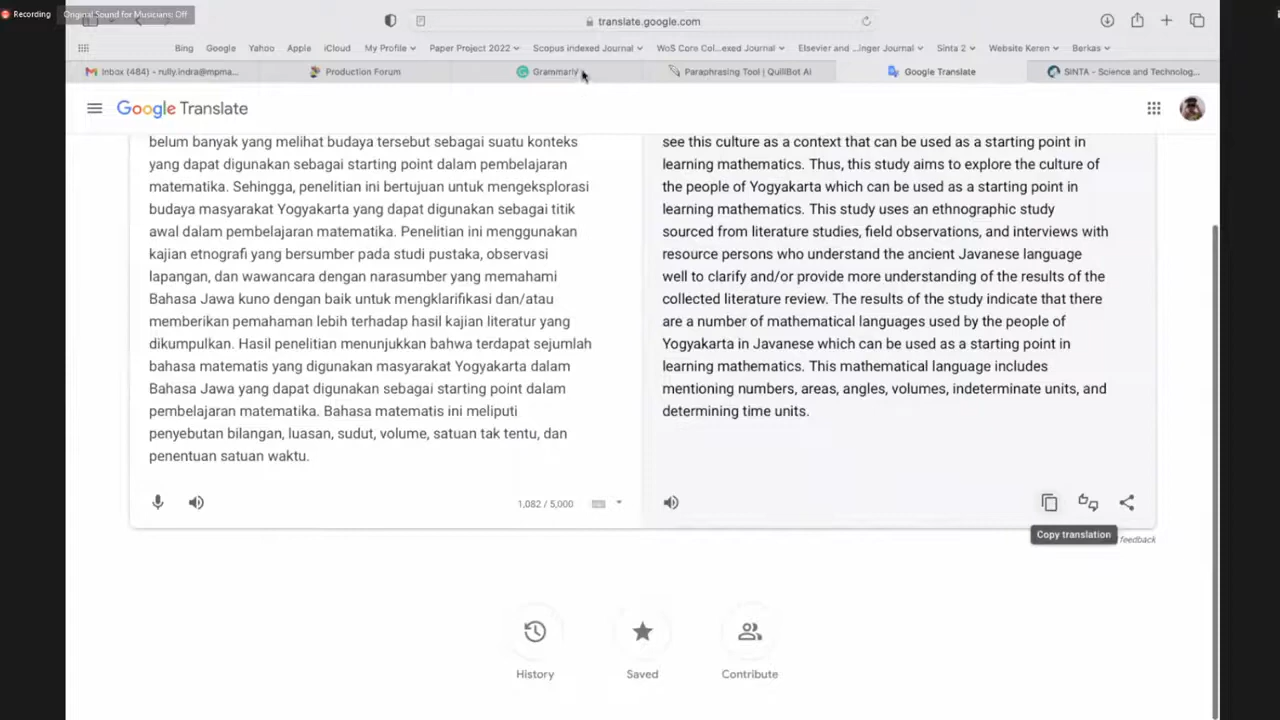 Recording
Original Sound for Musicians: Off
translate.google.com
Bing Google Yahoo Apple iCloud My Profile Paper Project 2022 Scopus indexed Journal WoS Core Col...exed Journal Elsevier and ...inger Journal Sinta 2 Website Keren Berkas
Inbox (484) - rully.indra@mpma... Production Forum Grammarly Paraphrasing Tool | QuillBot AI Google Translate SINTA - Science and Technolog...
Google Translate
belum banyak yang melihat budaya tersebut sebagai suatu konteks
yang dapat digunakan sebagai starting point dalam pembelajaran
matematika. Sehingga, penelitian ini bertujuan untuk mengeksplorasi
budaya masyarakat Yogyakarta yang dapat digunakan sebagai titik
awal dalam pembelajaran matematika. Penelitian ini menggunakan
kajian etnografi yang bersumber pada studi pustaka, observasi
lapangan, dan wawancara dengan narasumber yang memahami
Bahasa Jawa kuno dengan baik untuk mengklarifikasi dan/atau
memberikan pemahaman lebih terhadap hasil kajian literatur yang
dikumpulkan. Hasil penelitian menunjukkan bahwa terdapat sejumlah
bahasa matematis yang digunakan masyarakat Yogyakarta dalam
Bahasa Jawa yang dapat digunakan sebagai starting point dalam
pembelajaran matematika. Bahasa matematis ini meliputi
penyebutan bilangan, luasan, sudut, volume, satuan tak tentu, dan
penentuan satuan waktu.
1,082 / 5,000
see this culture as a context that can be used as a starting point in
learning mathematics. Thus, this study aims to explore the culture of
the people of Yogyakarta which can be used as a starting point in
learning mathematics. This study uses an ethnographic study
sourced from literature studies, field observations, and interviews with
resource persons who understand the ancient Javanese language
well to clarify and/or provide more understanding of the results of the
collected literature review. The results of the study indicate that there
are a number of mathematical languages used by the people of
Yogyakarta in Javanese which can be used as a starting point in
learning mathematics. This mathematical language includes
mentioning numbers, areas, angles, volumes, indeterminate units, and
determining time units.
Copy translation
feedback
History Saved Contribute